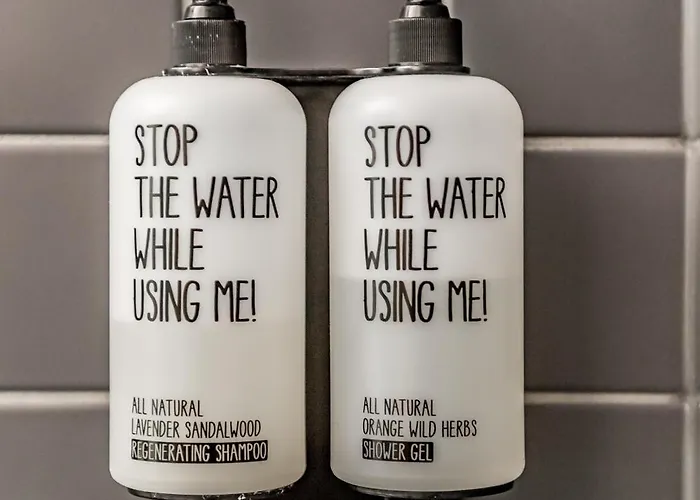 STOP
THE WATER
WHILE
USING ME!
ALL NATURAL
LAVENDER SANDALWOOD
REGENERATING SHAMPOO
STOP
THE WATER
WHILE
USING ME!
ALL NATURAL
ORANGE WILD HERBS
SHOWER GEL